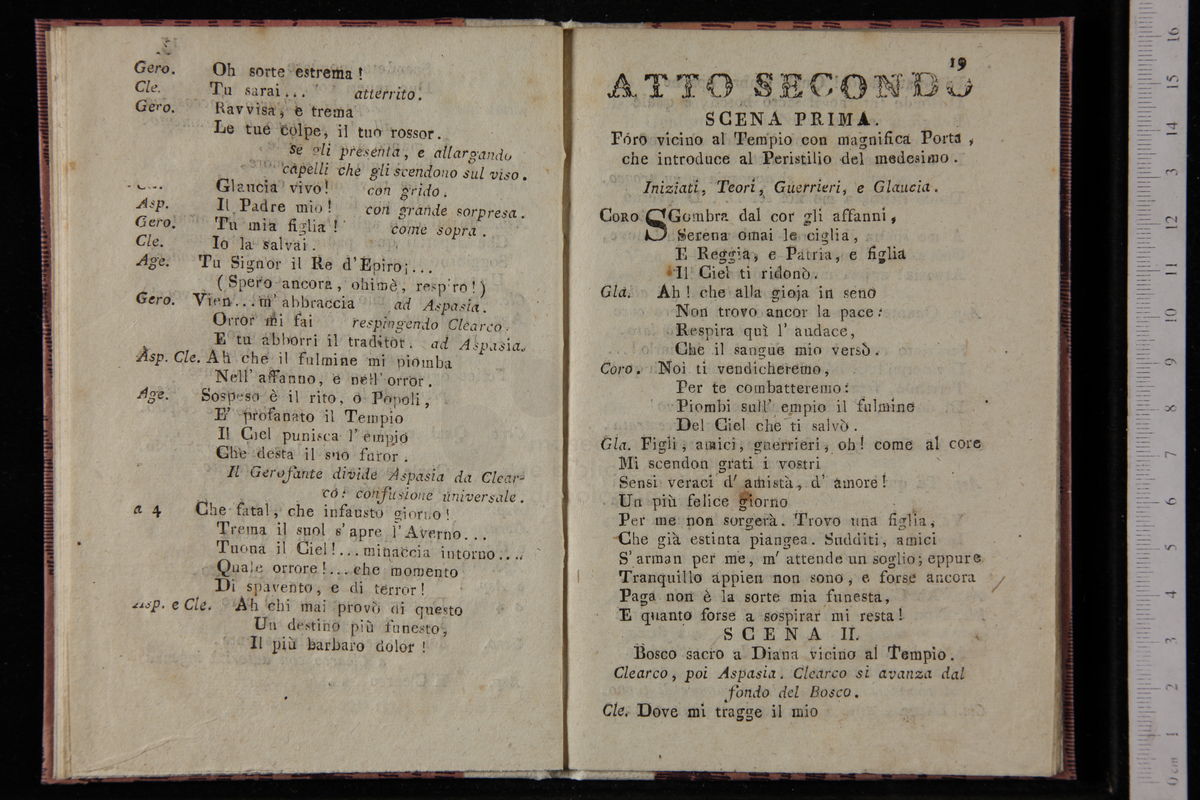 Gero. Oh sorte estrema !
Cle. Tu sarai... atterrito.
Gero. Ravvisa, e trema
Le tue colpe, il tuo rossor.
se gli presenta, e allargando
capelli che gli scendono sul viso.
Glaucia vivo! con grido.
Asp. Il Padre mio! con grande sorpresa.
Gero. Tu mia figlia! come sopra.
Cle. Io la salvai.
Age. Tu Signor il Re d'Epiro;...
(Spero ancora, ohimè, respiro!)
Gero. Vien...m'abbraccia ad Aspasia.
Orror mi fai respingendo Clearco.
E tu abborri il traditor. ad Aspasia.
Asp. Cle. Ah che il fulmine mi piomba
Nell' affanno, e nell' orror.
Age. Sospeso è il rito, o Popoli,
E' profanato il Tempio
Il Ciel punisca l'empio
Che desta il suo furor.
Il Gerofante divide Aspasia da Clear-
co: confusione universale.
a 4 Che fatal, che infausto giorno!
Trema il suol s'apre l'Averno...
Tuona il Ciel!...minaccia intorno....
Quale orrore!...che momento
Di spavento, e di terror!
Asp. e Cle. Ah chi mai provò di questo
Un destino più funesto,
Il più barbaro dolor !
19
ATTO SECONDO
SCENA PRIMA.
Foro vicino al Tempio con magnifica Porta,
che introduce al Peristilio del medesimo.
Iniziati, Teori, Guerrieri, e Glaucia.
CORO SGombra dal cor gli affanni,
Serena omai le ciglia,
E Reggia, e Patria, e figlia
Il Ciel ti ridonò.
Gla. Ah! che alla gioja in seno
Non trovo ancor la pace:
Respira quì l' audace,
Che il sangue mio versò.
Coro. Noi ti vendicheremo,
Per te combatteremo:
Piombi sull' empio il fulmine
Del Ciel che ti salvò.
Gla. Figli, amici, guerrieri, oh! come al core
Mi scendon grati i vostri
Sensi veraci d' amistà, d' amore!
Un più felice giorno
Per me non sorgerà. Trovo una figlia,
Che già estinta piangea. Sudditi, amici
S' arman per me, m' attende un soglio; eppure
Tranquillo appien non sono, e forse ancora
Paga non è la sorte mia funesta,
E quanto forse a sospirar mi resta!
SCENA II.
Bosco sacro a Diana vicino al Tempio.
Clearco, poi Aspasia. Clearco si avanza dal
fondo del Bosco.
Cle. Dove mi tragge il mio